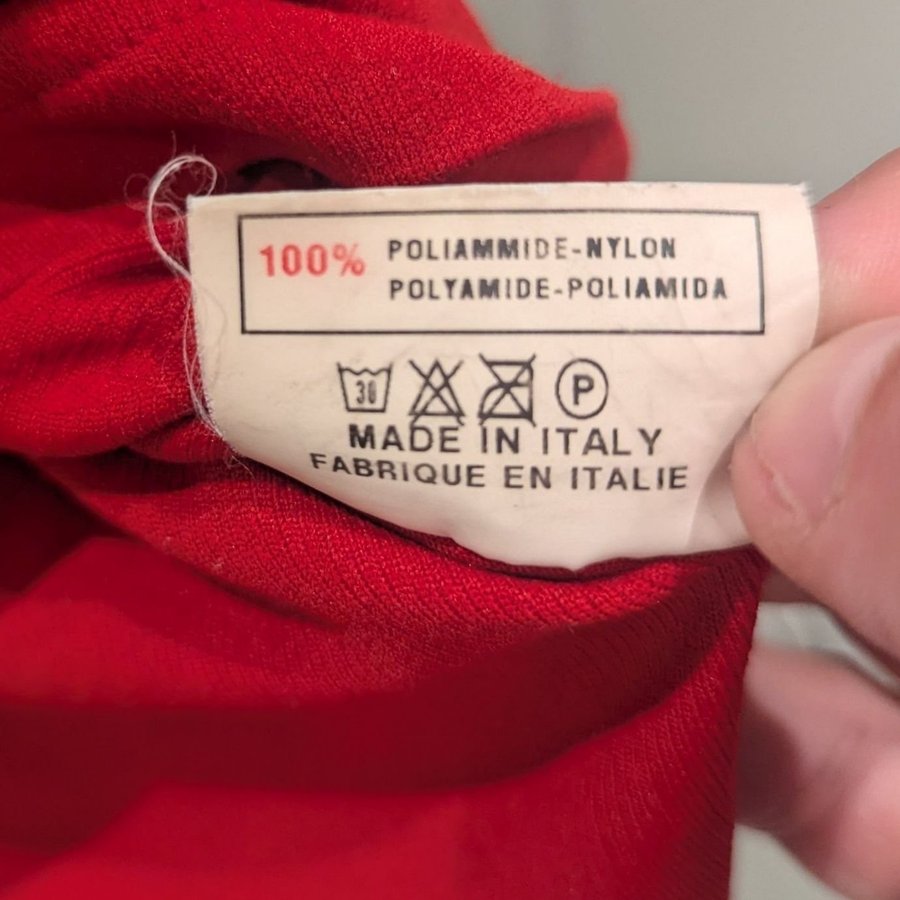 100% POLIAMMIDE-NYLON
POLYAMIDE-POLIAMIDA
30 P
MADE IN ITALY
FABRIQUE EN ITALIE